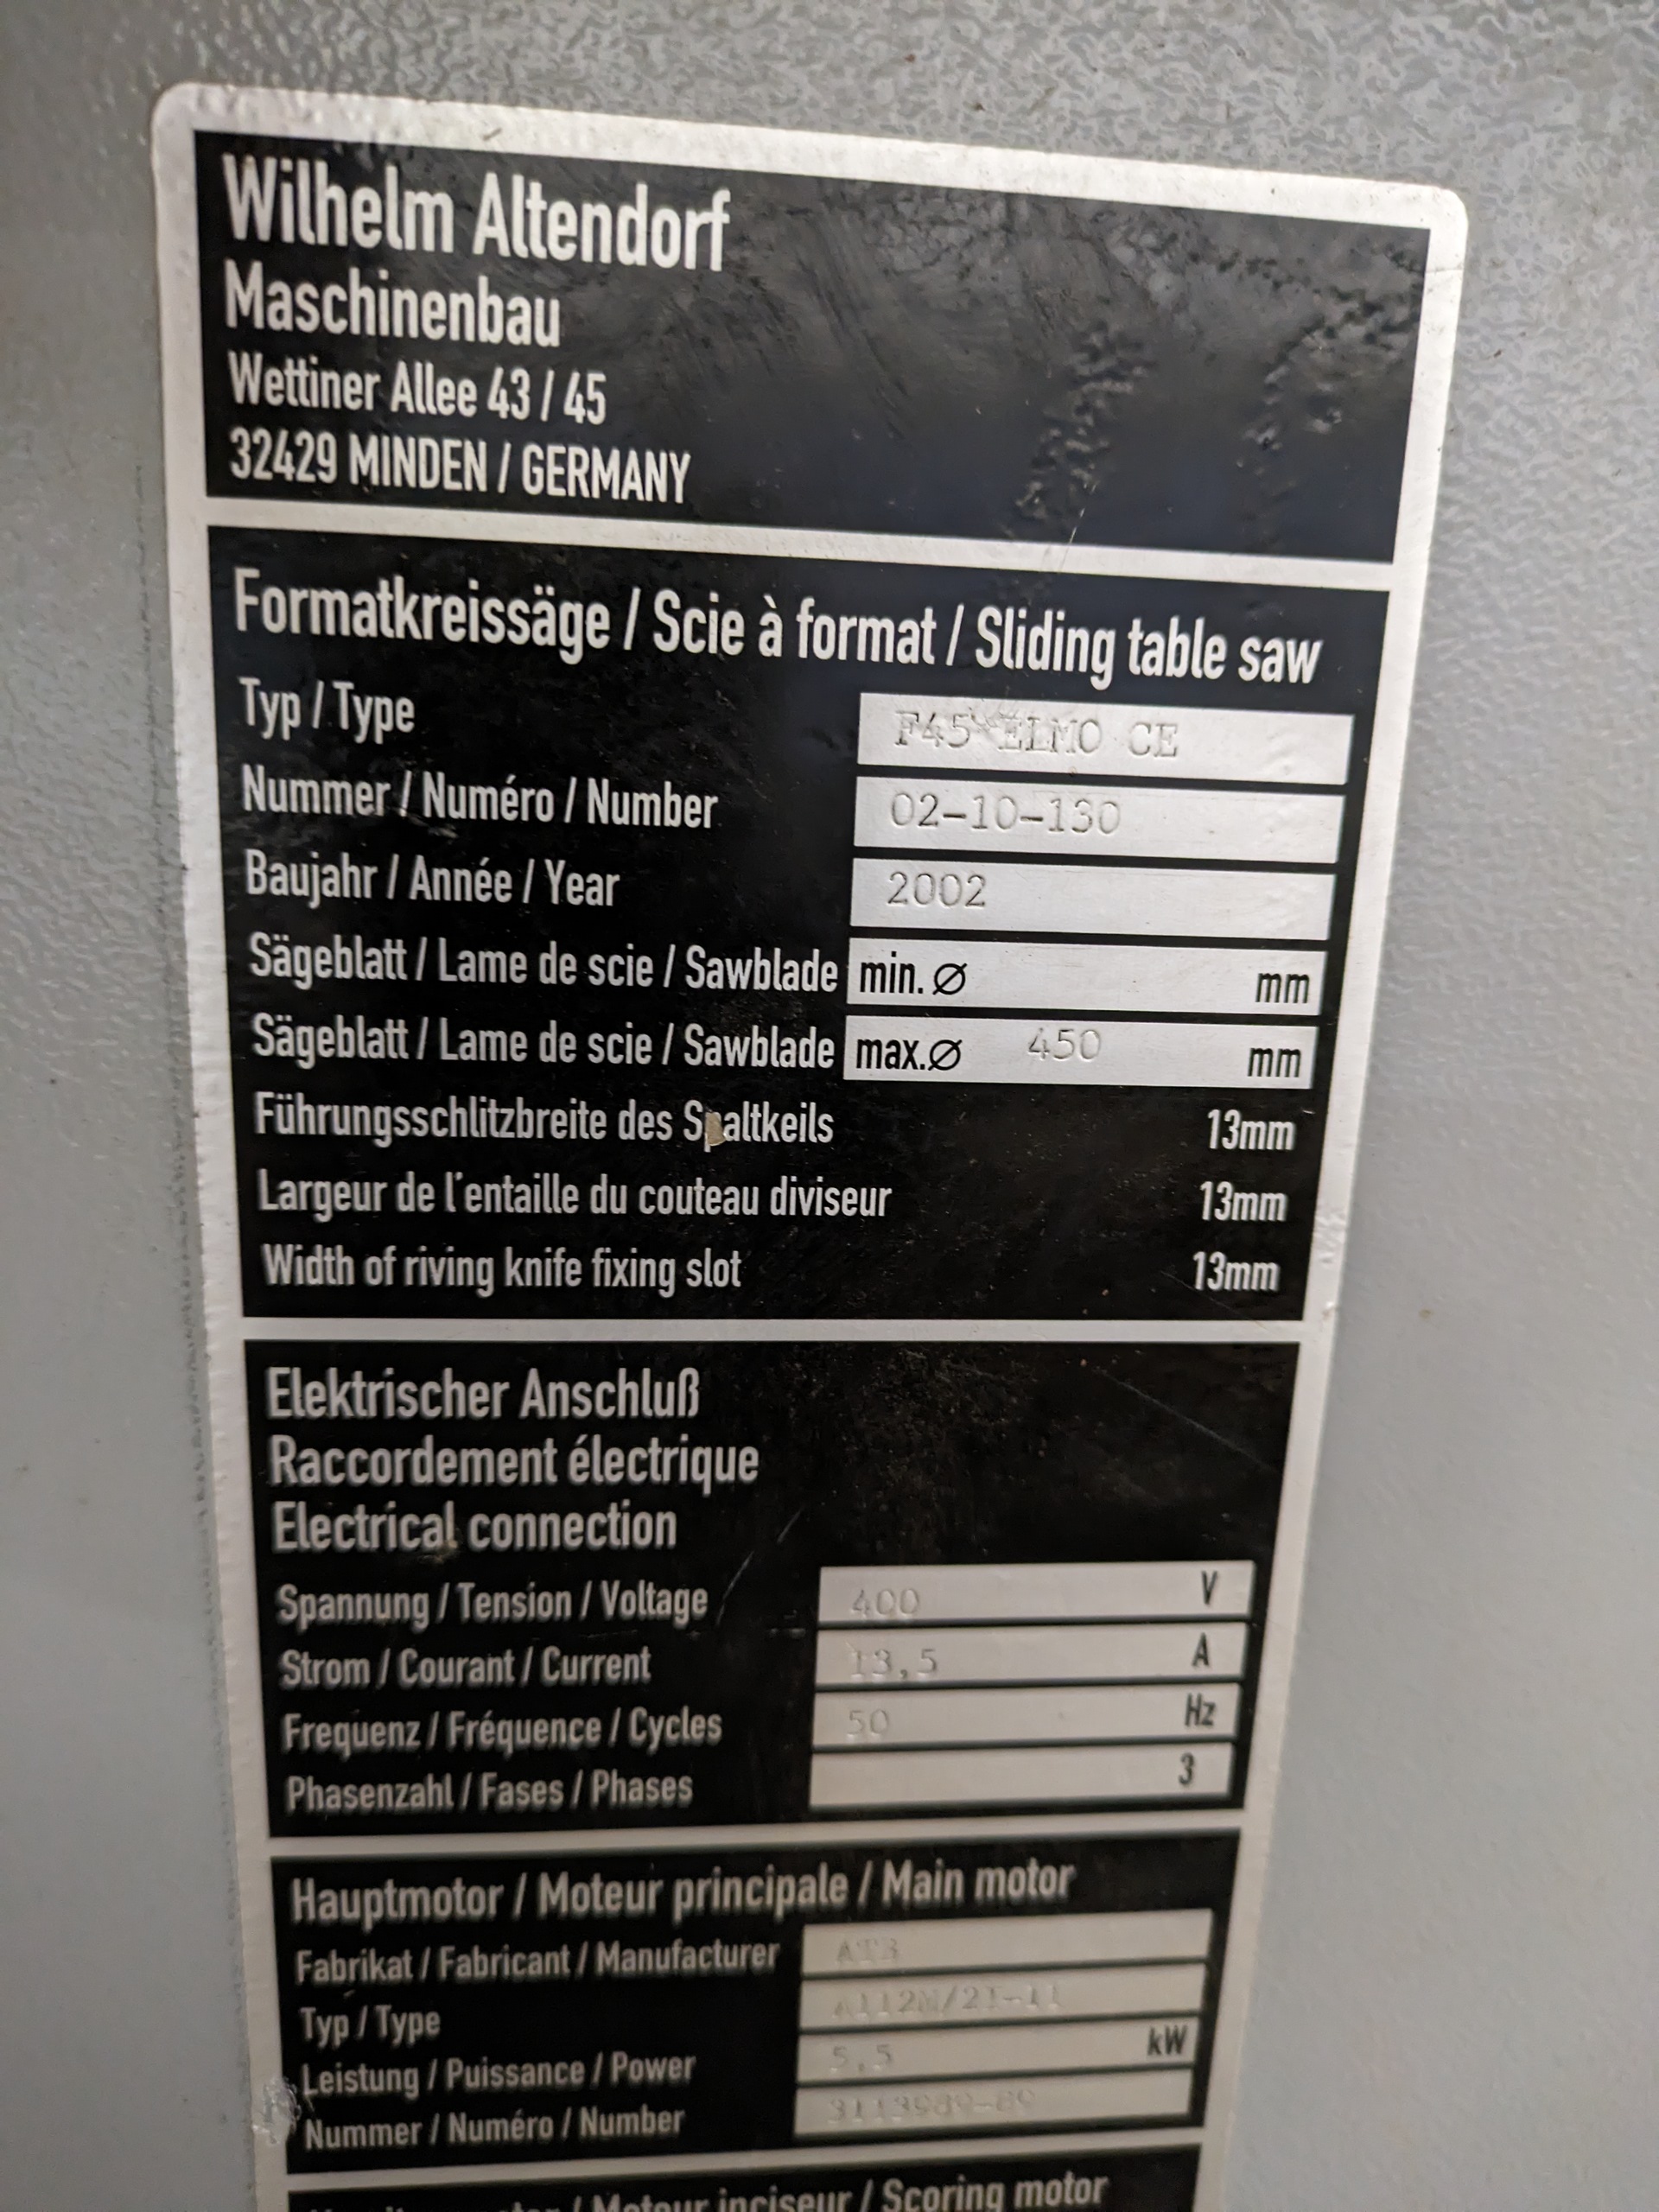 Wilhelm Altendorf
Maschinenbau
Wettiner Allee 43 / 45
32429 MINDEN / GERMANY
Formatkreissäge / Scie à format / Sliding table saw
Typ / Type F45 ELMO CE
Nummer / Numéro / Number 02-10-130
Baujahr / Année / Year 2002
Sägeblatt / Lame de scie / Sawblade min. Ø mm
Sägeblatt / Lame de scie / Sawblade max.Ø 450 mm
Führungsschlitzbreite des Spaltkeils 13mm
Largeur de l'entaille du couteau diviseur 13mm
Width of riving knife fixing slot 13mm
Elektrischer Anschluß
Raccordement électrique
Electrical connection
Spannung / Tension / Voltage 400 V
Strom / Courant / Current 13,5 A
Frequenz / Fréquence / Cycles 50 Hz
Phasenzahl / Fases / Phases 3
Hauptmotor / Moteur principale / Main motor
Fabrikat / Fabricant / Manufacturer ATB
Typ / Type A112M/21-11
Leistung / Puissance / Power 5,5 kW
Nummer / Numéro / Number
/ Moteur inciseur / Scoring motor